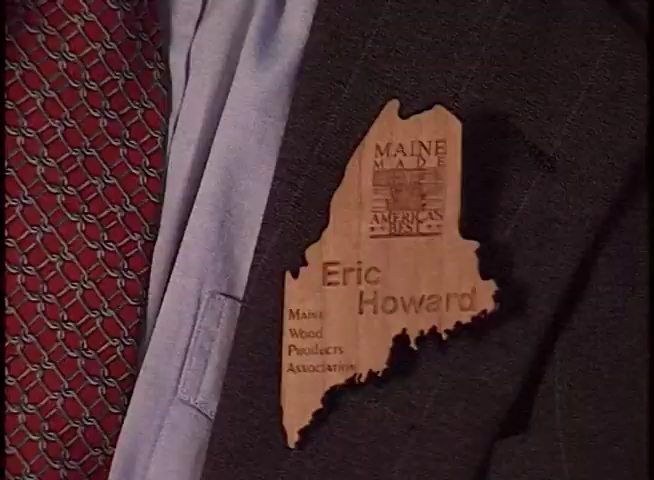 MAINE
MADE
AMERICA'S
BEST
Eric
Howard
Maine
Wood
Products
Association